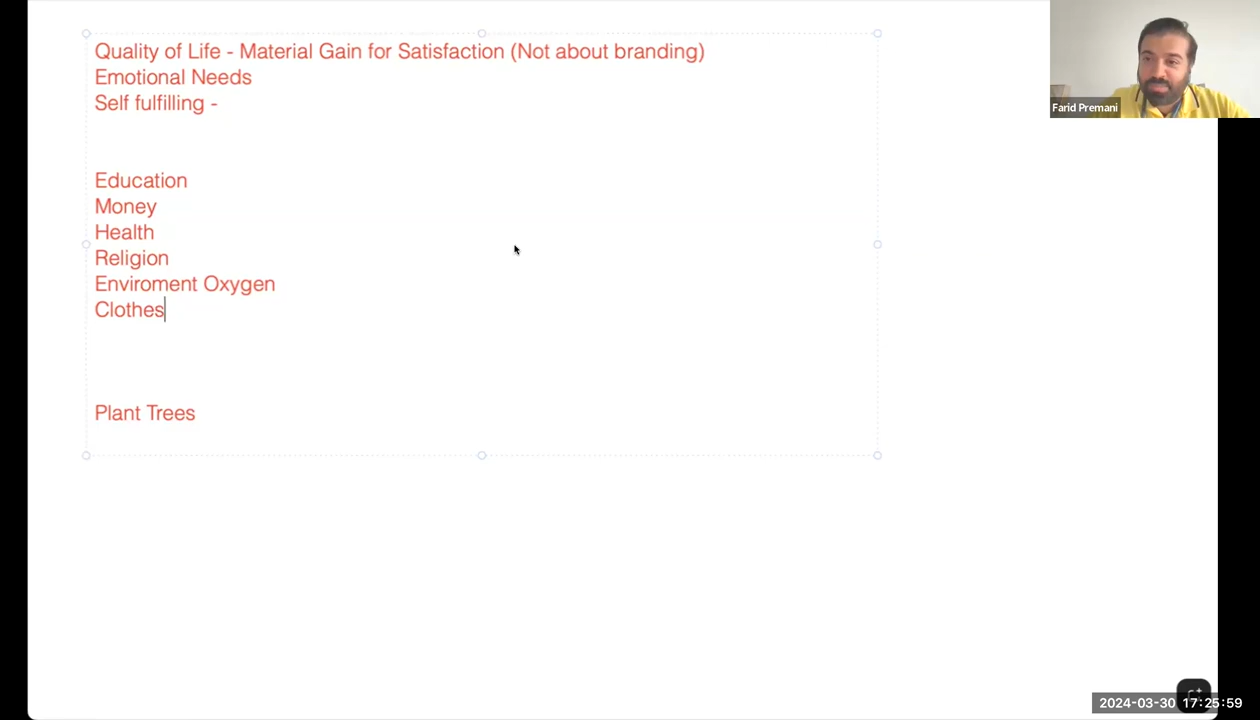 Quality of Life - Material Gain for Satisfaction (Not about branding)
Emotional Needs
Self fulfilling -
Education
Money
Health
Religion
Enviroment Oxygen
Clothes
Plant Trees
Farid Premani
2024-03-30 17:25:59